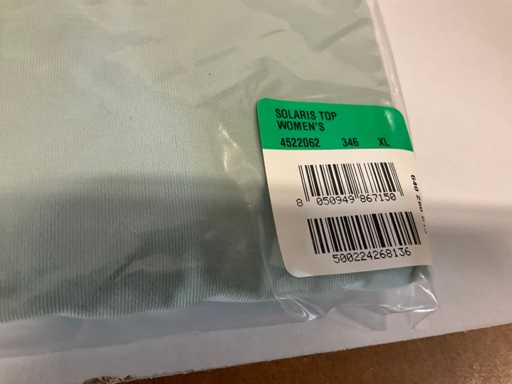 SOLARIS TOP
WOMEN'S
4522062 346 XL
8 050949 867150
500224268136